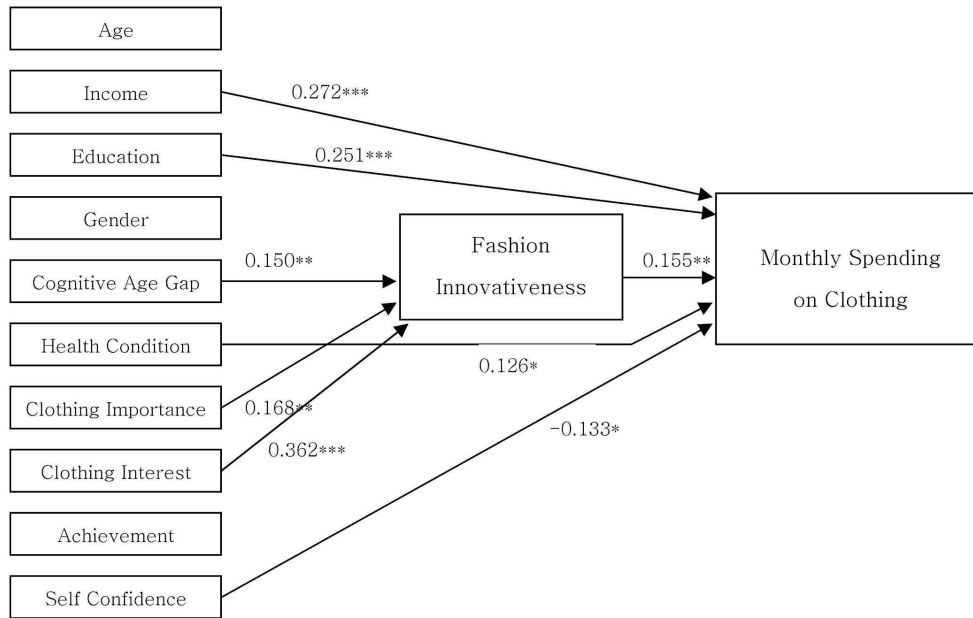 Age
Income
0.272***
Education
0.251***
Gender
Fashion
Innovativeness
Cognitive Age Gap
0.150**
0.155**
Monthly Spending
on Clothing
Health Condition
0.126*
Clothing Importance
0.168**
-0.133*
Clothing Interest
0.362***
Achievement
Self Confidence